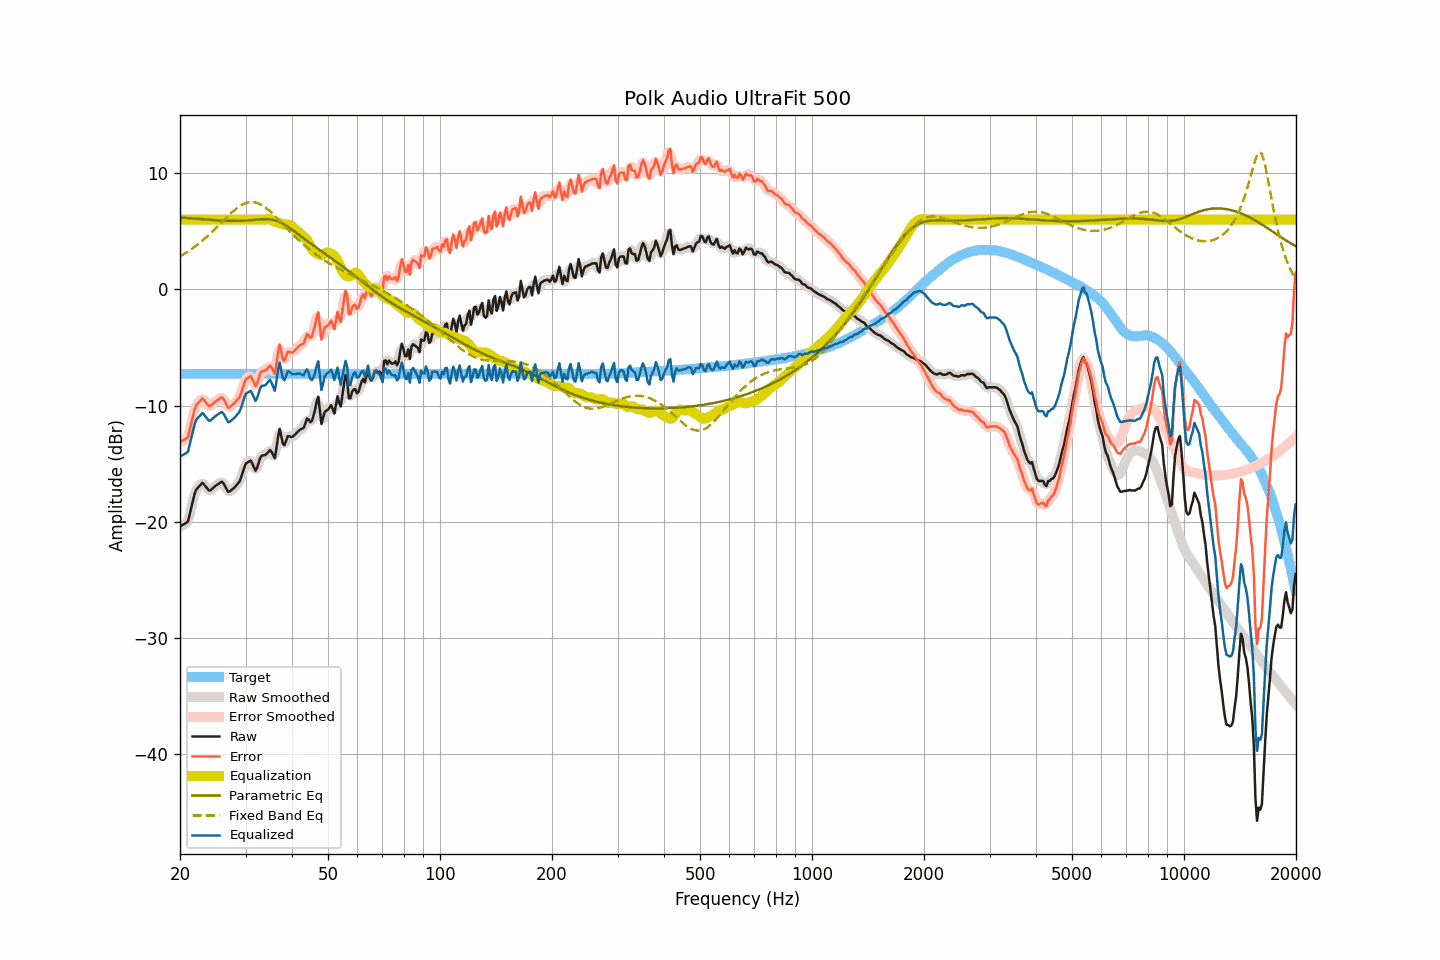 Polk Audio UltraFit 500
10
0
−10
−20
−30
−40
Amplitude (dBr)
Target
Raw Smoothed
Error Smoothed
Raw
Error
Equalization
Parametric Eq
Fixed Band Eq
Equalized
20 50 100 200 500 1000 2000 5000 10000 20000
Frequency (Hz)